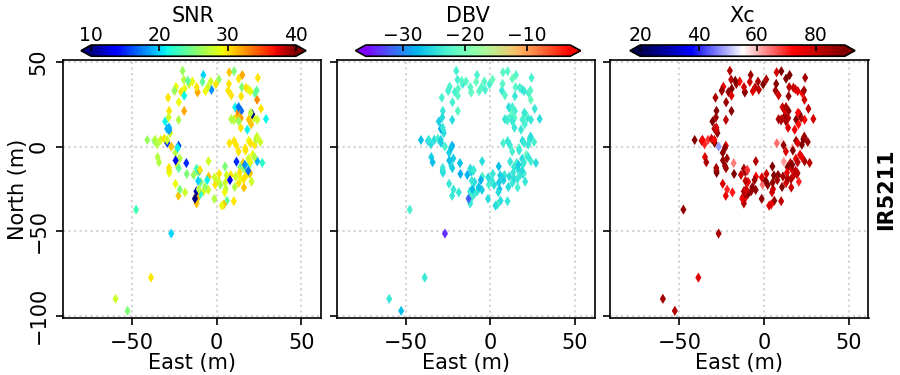 SNR DBV Xc
10 20 30 40 −30 −20 −10 20 40 60 80
50
0
−50
−100
North (m)
IR5211
−50 0 50 −50 0 50 −50 0 50
East (m) East (m) East (m)